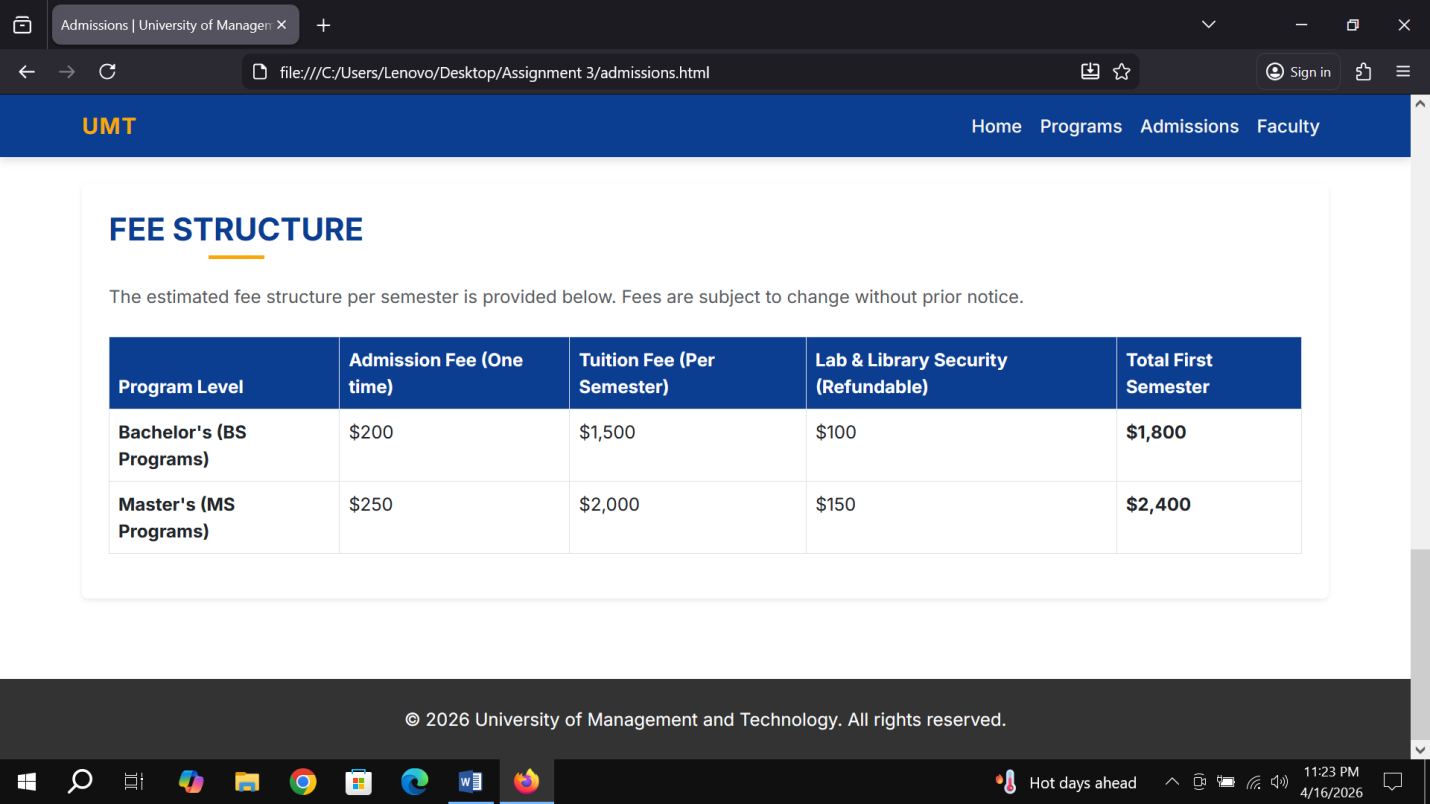 Admissions | University of Managem
file:///C:/Users/Lenovo/Desktop/Assignment 3/admissions.html
Sign in
UMT
Home Programs Admissions Faculty
FEE STRUCTURE
The estimated fee structure per semester is provided below. Fees are subject to change without prior notice.
Program Level
Admission Fee (One
time)
Tuition Fee (Per
Semester)
Lab & Library Security
(Refundable)
Total First
Semester
Bachelor's (BS
Programs)
$200
$1,500
$100
$1,800
Master's (MS
Programs)
$250
$2,000
$150
$2,400
© 2026 University of Management and Technology. All rights reserved.
Hot days ahead
11:23 PM
4/16/2026